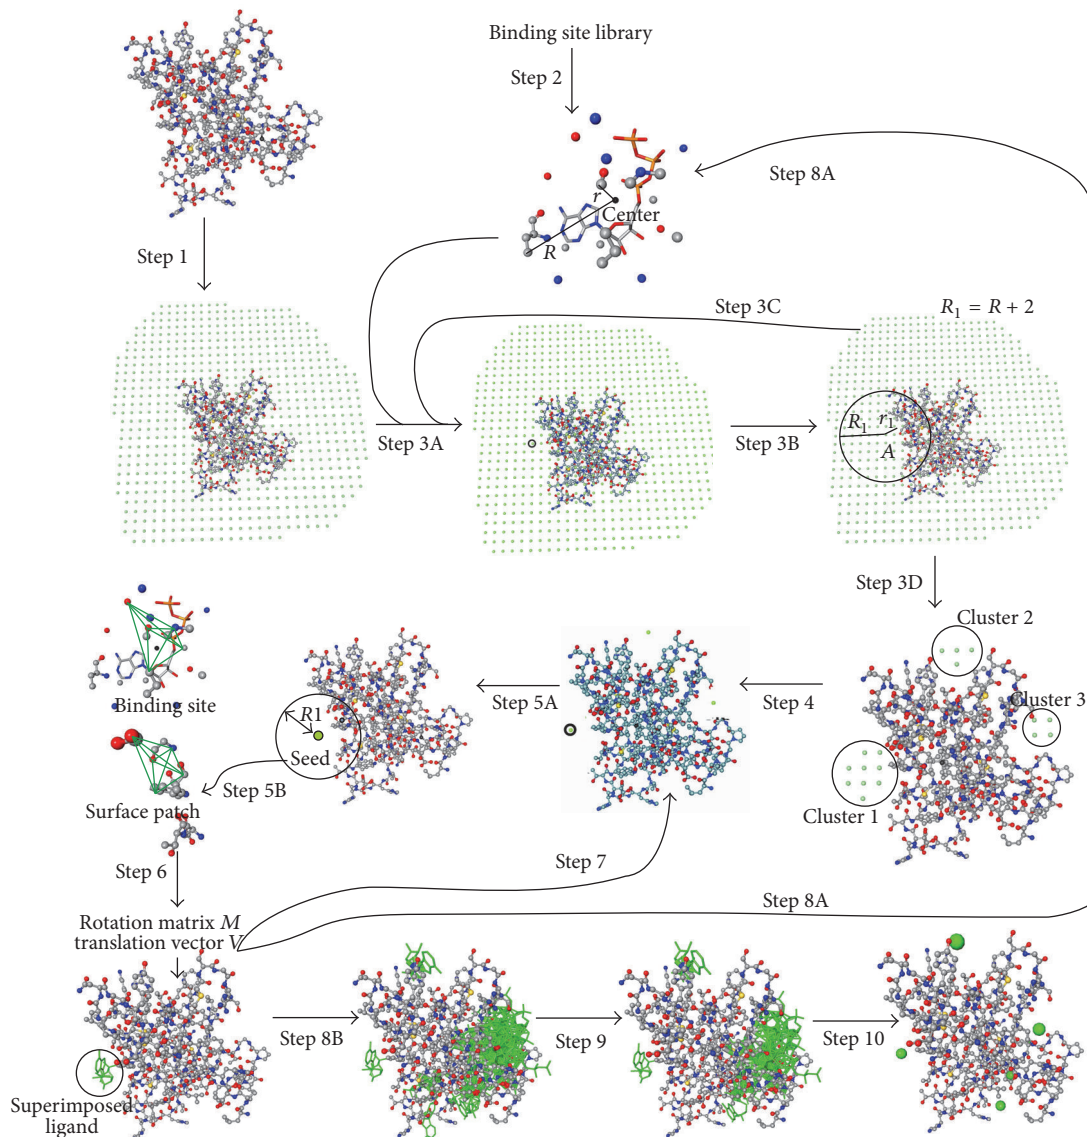 Binding site library
Step 2
Step 8A
r
Center
R
Step 1
Step 3C
R₁ = R + 2
R₁
r₁
A
Step 3A
Step 3B
Step 3D
Cluster 2
Cluster 3
Cluster 1
Step 4
Step 5A
R1
Seed
Binding site
Step 5B
Surface patch
Step 6
Step 7
Step 8A
Rotation matrix M
translation vector V
Step 8B
Step 9
Step 10
Superimposed
ligand